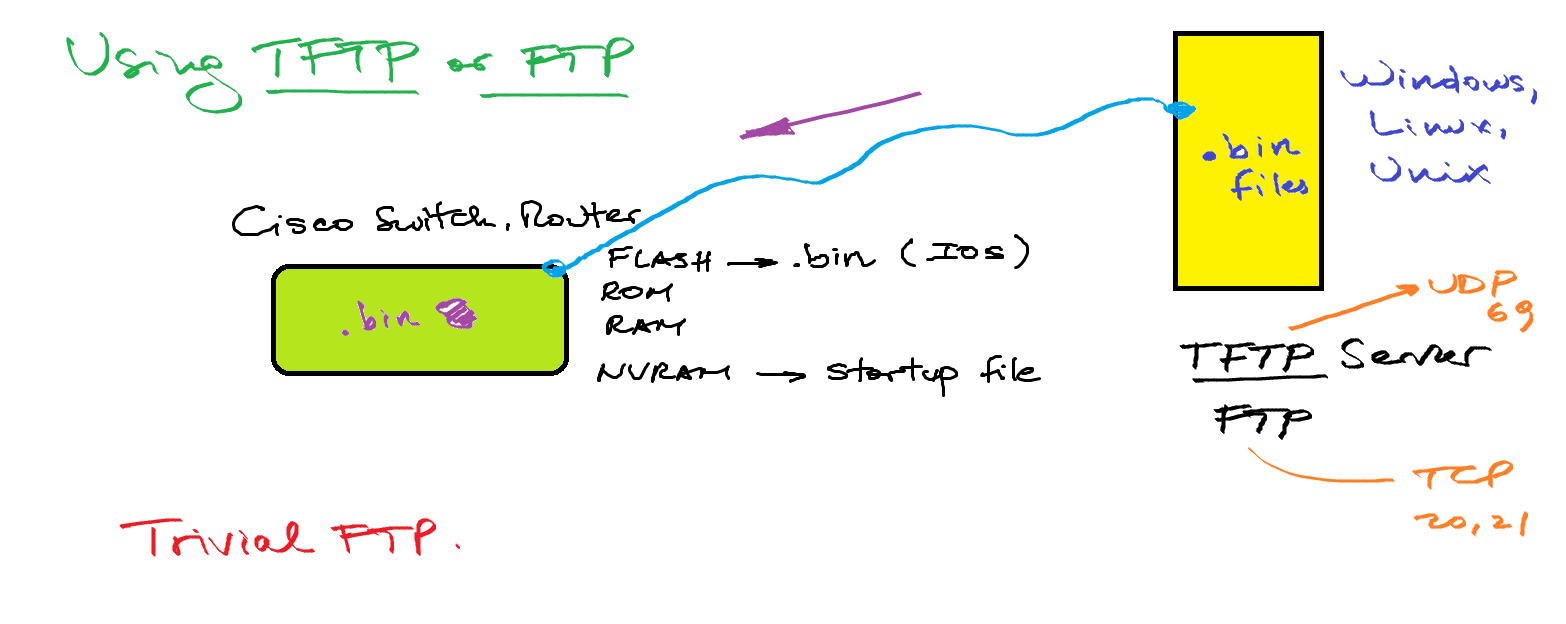 Using TFTP or FTP
Windows,
Linux,
Unix
.bin
files
Cisco Switch, Router
FLASH → .bin (IOS)
ROM
RAM
NVRAM → startup file
.bin
UDP
69
TFTP Server
FTP
TCP
20, 21
Trivial FTP.